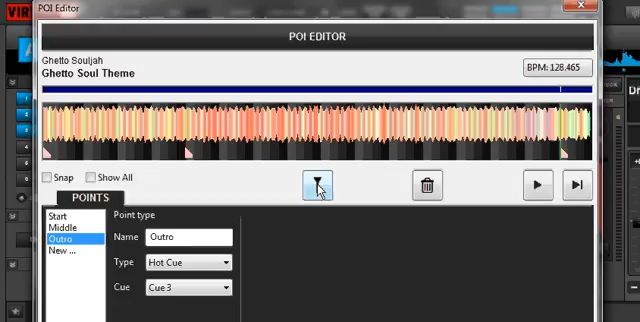 VIR
POI Editor
POI EDITOR
Ghetto Souljah
Ghetto Soul Theme
BPM: 128.465
Snap
Show All
POINTS
Start
Middle
Outro
New ...
Point type
Name
Outro
Type
Hot Cue
Cue
Cue 3